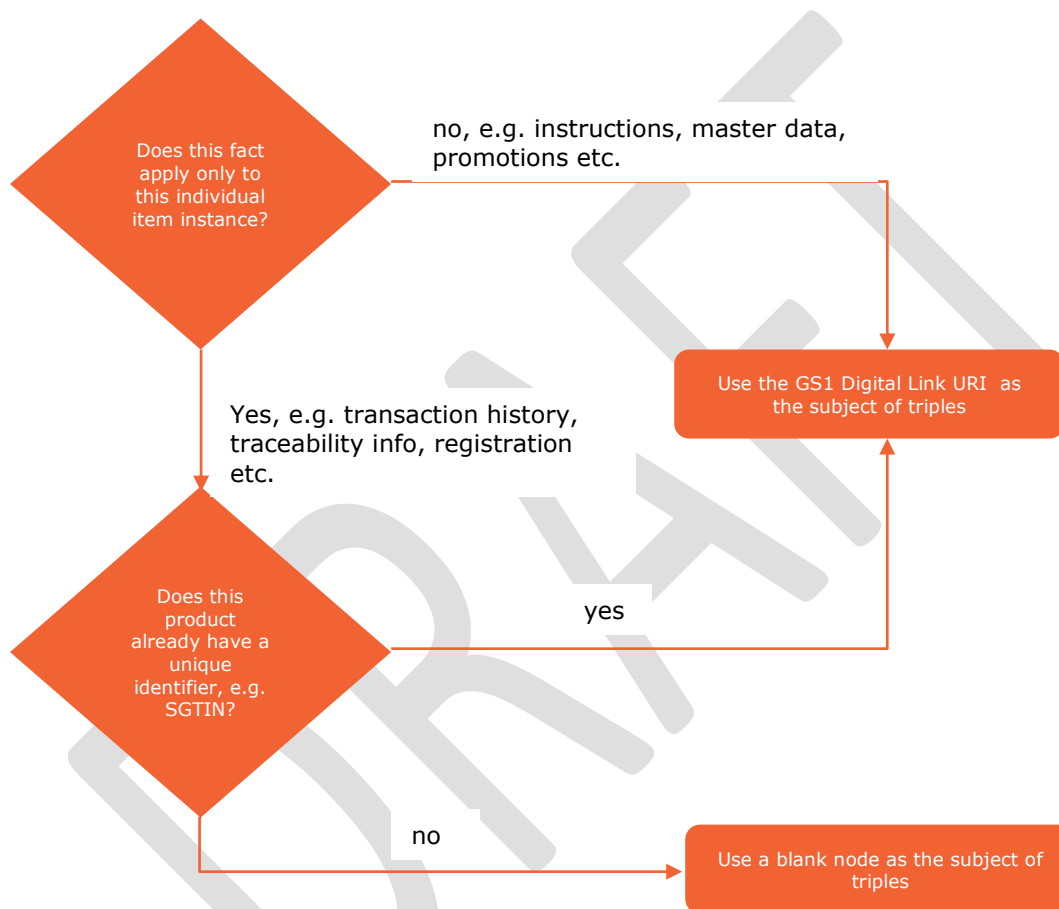 Does this fact
apply only to
this individual
item instance?
no, e.g. instructions, master data,
promotions etc.
Use the GS1 Digital Link URI  as
the subject of triples
Yes, e.g. transaction history,
traceability info, registration
etc.
Does this
product
already have a
unique
identifier, e.g.
SGTIN?
yes
no
Use a blank node as the subject of
triples
DRAFT